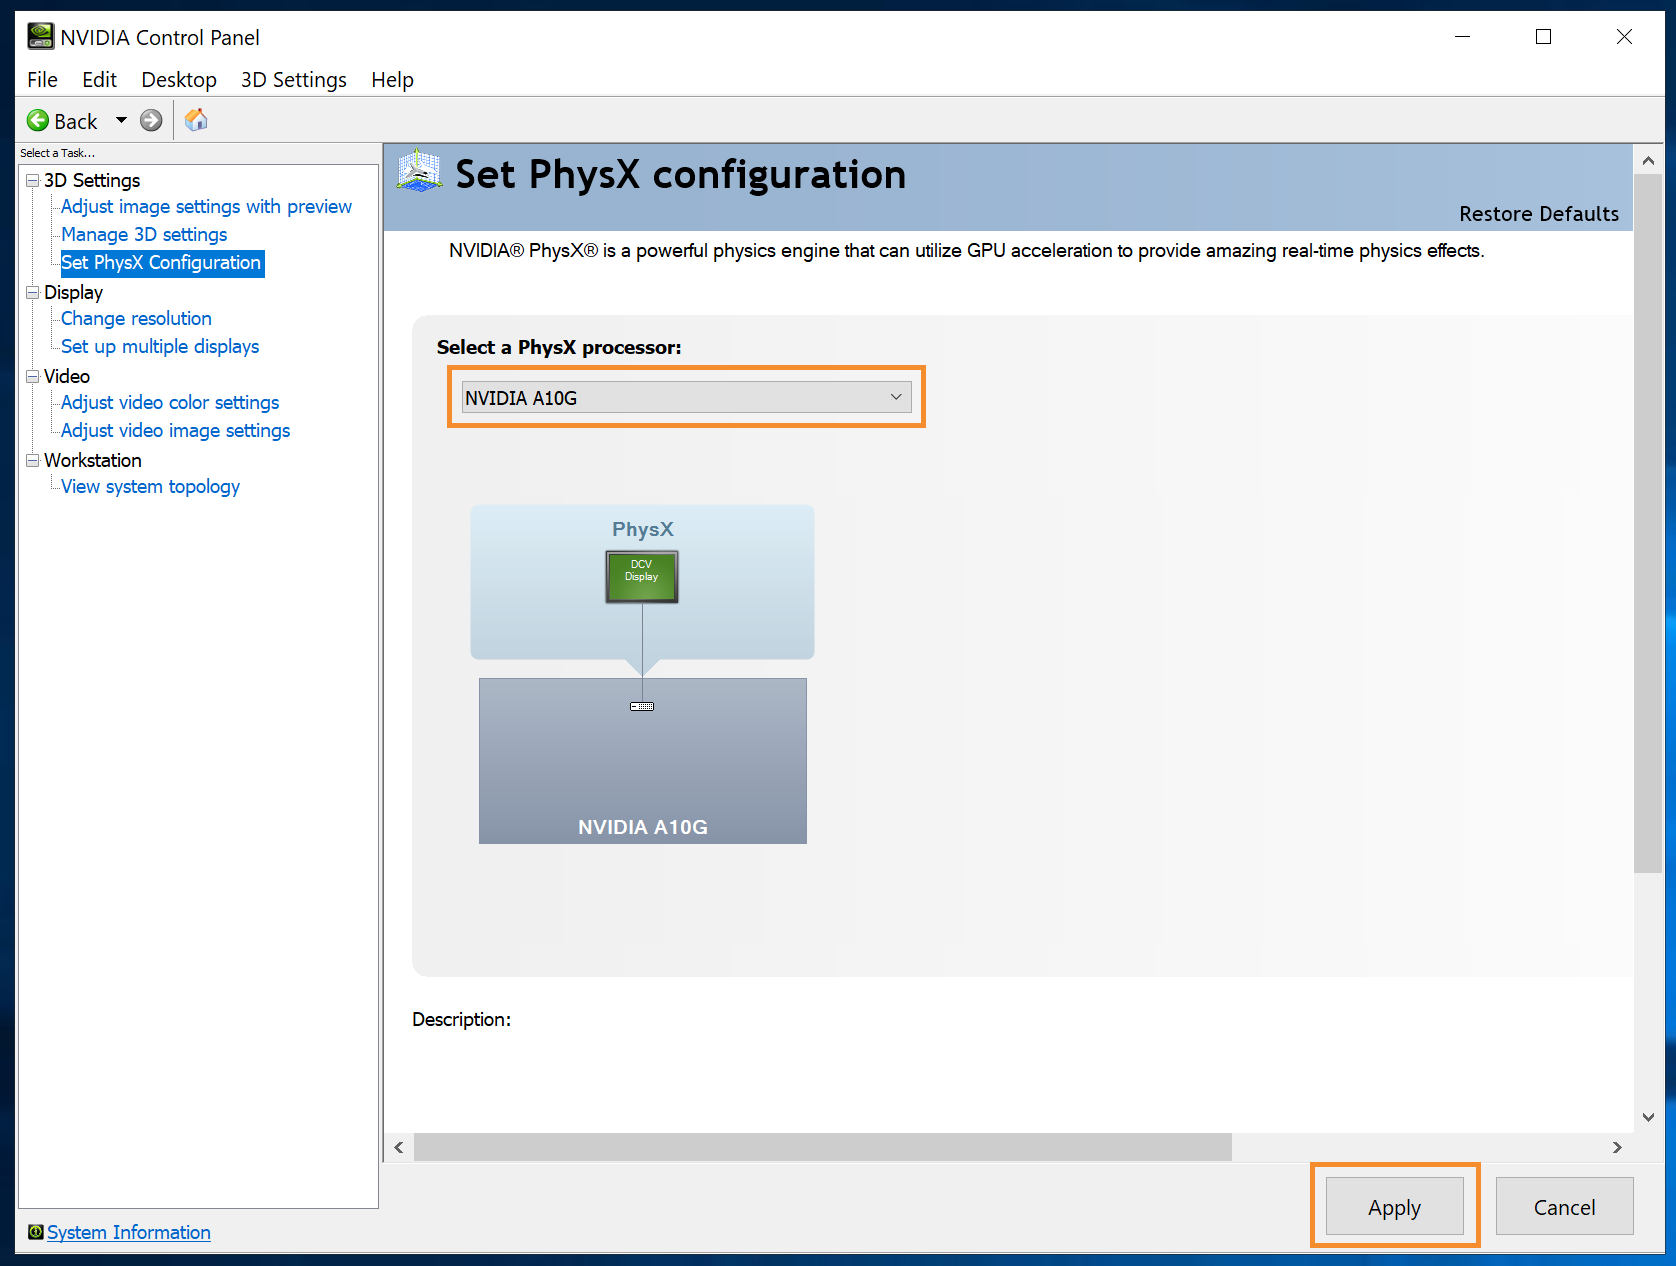 NVIDIA Control Panel
File Edit Desktop 3D Settings Help
Back
Select a Task...
3D Settings
Adjust image settings with preview
Manage 3D settings
Set PhysX Configuration
Display
Change resolution
Set up multiple displays
Video
Adjust video color settings
Adjust video image settings
Workstation
View system topology
System Information
Set PhysX configuration
Restore Defaults
NVIDIA® PhysX® is a powerful physics engine that can utilize GPU acceleration to provide amazing real-time physics effects.
Select a PhysX processor:
NVIDIA A10G
PhysX
DCV
Display
NVIDIA A10G
Description:
Apply Cancel